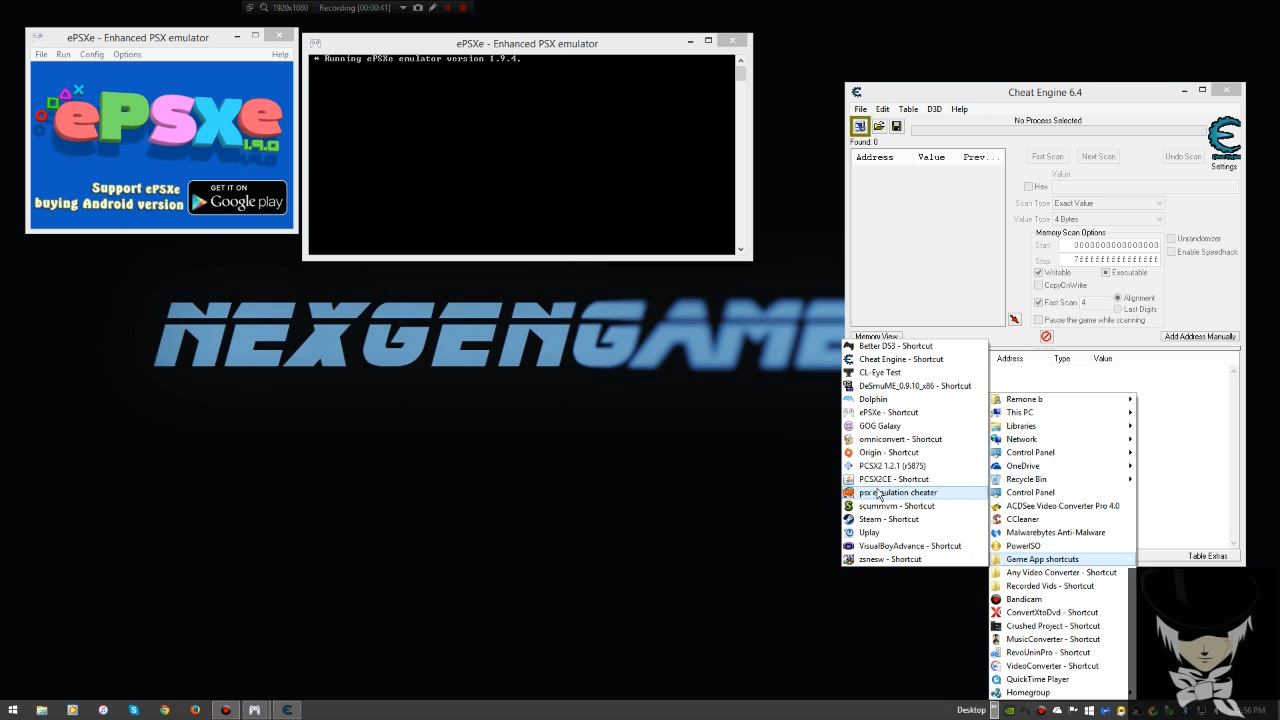 1920x1080 Recording [00:00:41]
ePSXe - Enhanced PSX emulator
File Run Config Options Help
ePSXe
1.9.0
Support ePSXe
buying Android version
GET IT ON
Google play
ePSXe - Enhanced PSX emulator
* Running ePSXe emulator version 1.9.4.
NEXGENGAME
Cheat Engine 6.4
File Edit Table D3D Help
No Process Selected
Found: 0
Address Value Prev...
First Scan Next Scan Undo Scan
Settings
Value:
Hex
Scan Type Exact Value
Value Type 4 Bytes
Memory Scan Options
Start 0000000000000000
Stop 7fffffffffffffff
Unrandomizer
Enable Speedhack
Writable Executable
CopyOnWrite
Fast Scan 4 Alignment
Last Digits
Pause the game while scanning
Memory View Add Address Manually
Address Type Value
Table Extras
Better DS3 - Shortcut
Cheat Engine - Shortcut
CL-Eye Test
DeSmuME_0.9.10_x86 - Shortcut
Dolphin
ePSXe - Shortcut
GOG Galaxy
omniconvert - Shortcut
Origin - Shortcut
PCSX2 1.2.1 (r5875)
PCSX2CE - Shortcut
psx emulation cheater
scummvm - Shortcut
Steam - Shortcut
Uplay
VisualBoyAdvance - Shortcut
zsnesw - Shortcut
Remone b
This PC
Libraries
Network
Control Panel
OneDrive
Recycle Bin
Control Panel
ACDSee Video Converter Pro 4.0
CCleaner
Malwarebytes Anti-Malware
PowerISO
Game App shortcuts
Any Video Converter - Shortcut
Recorded Vids - Shortcut
Bandicam
ConvertXtoDvd - Shortcut
Crushed Project - Shortcut
MusicConverter - Shortcut
RevoUninPro - Shortcut
VideoConverter - Shortcut
QuickTime Player
Homegroup
Desktop